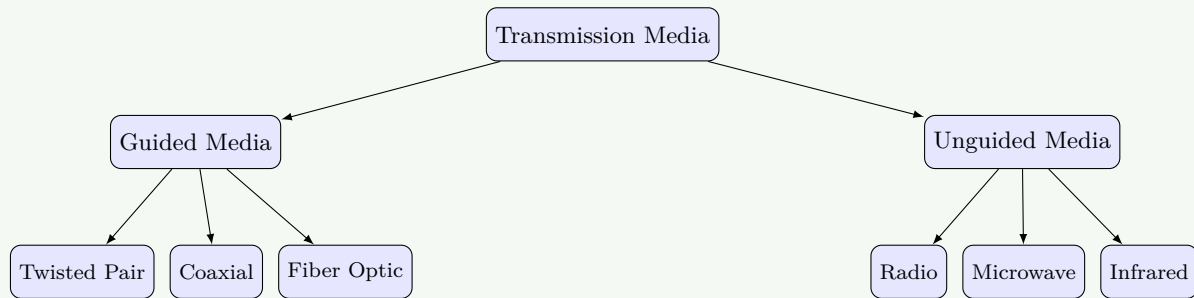 Transmission Media
Guided Media
Unguided Media
Twisted Pair
Coaxial
Fiber Optic
Radio
Microwave
Infrared